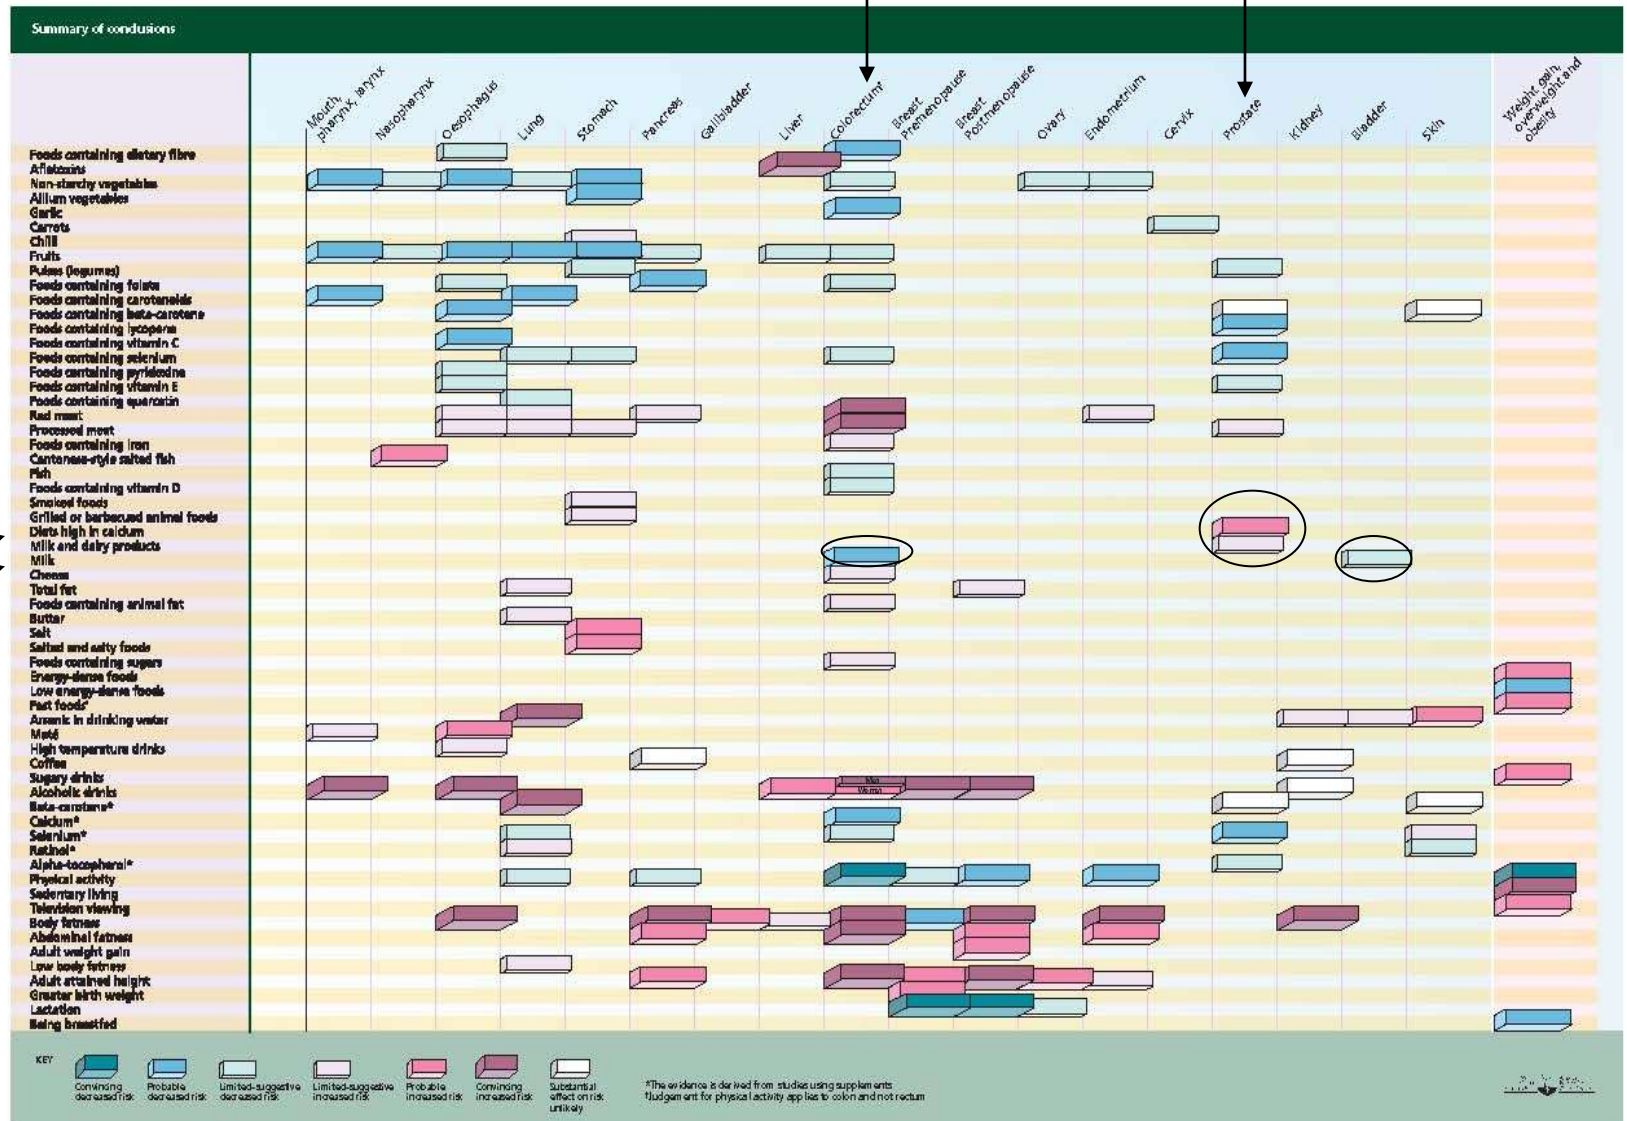 Summary of conclusions
Mouth,
pharynx, larynx
Nasopharynx
Oesophagus
Lung
Stomach
Pancreas
Gallbladder
Liver
Colorectum†
Breast
Premenopause
Breast
Postmenopause
Ovary
Endometrium
Cervix
Prostate
Kidney
Bladder
Skin
Weight gain,
overweight and
obesity
Foods containing dietary fibre
Aflatoxins
Non-starchy vegetables
Allium vegetables
Garlic
Carrots
Chilli
Fruits
Pulses (legumes)
Foods containing folate
Foods containing carotenoids
Foods containing beta-carotene
Foods containing lycopene
Foods containing vitamin C
Foods containing selenium
Foods containing pyridoxine
Foods containing vitamin E
Foods containing quercetin
Red meat
Processed meat
Foods containing iron
Cantonese-style salted fish
Fish
Foods containing vitamin D
Smoked foods
Grilled or barbecued animal foods
Diets high in calcium
Milk and dairy products
Milk
Cheese
Total fat
Foods containing animal fat
Butter
Salt
Salted and salty foods
Foods containing sugars
Energy-dense foods
Low energy-dense foods
Fast foods
Arsenic in drinking water
Maté
High temperature drinks
Coffee
Sugary drinks
Alcoholic drinks
Men
Women
Beta-carotene*
Calcium*
Selenium*
Retinol*
Alpha-tocopherol*
Physical activity
Sedentary living
Television viewing
Body fatness
Abdominal fatness
Adult weight gain
Low body fatness
Adult attained height
Greater birth weight
Lactation
Being breastfed
KEY
Convincing
decreased risk
Probable
decreased risk
Limited-suggestive
decreased risk
Limited-suggestive
increased risk
Probable
increased risk
Convincing
increased risk
Substantial
effect on risk
unlikely
*The evidence is derived from studies using supplements
†Judgement for physical activity applies to colon and not rectum